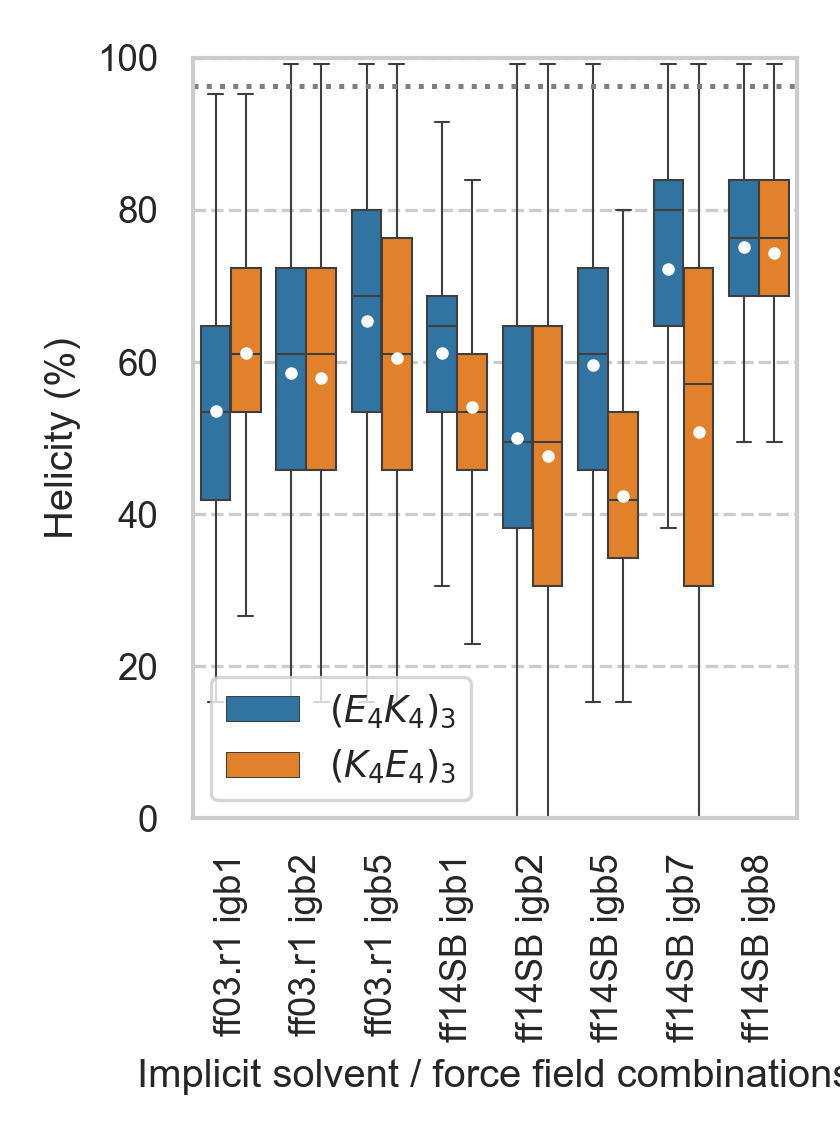 100
80
60
40
20
0
Helicity (%)
(E₄K₄)₃
(K₄E₄)₃
ff03.r1 igb1
ff03.r1 igb2
ff03.r1 igb5
ff14SB igb1
ff14SB igb2
ff14SB igb5
ff14SB igb7
ff14SB igb8
Implicit solvent / force field combinations